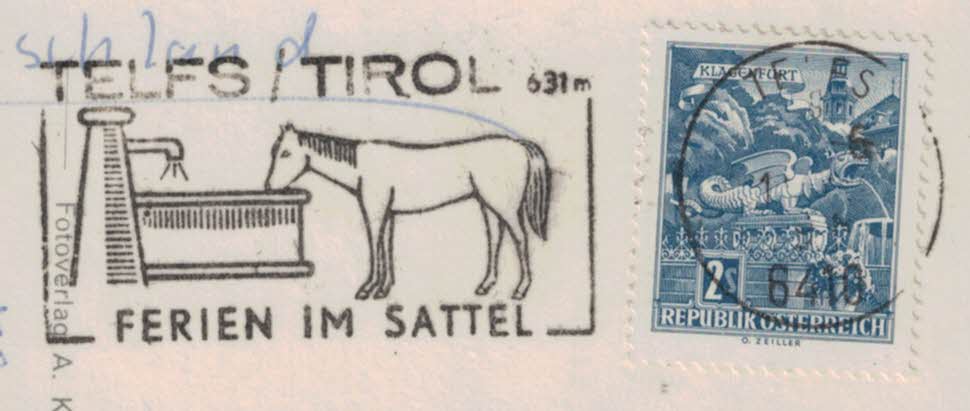 schland
TELFS / TIROL 631m
FERIEN IM SATTEL
Fotoverlag A. K
KLAGENFURT
2S
REPUBLIK ÖSTERREICH
O. ZEILLER
6410